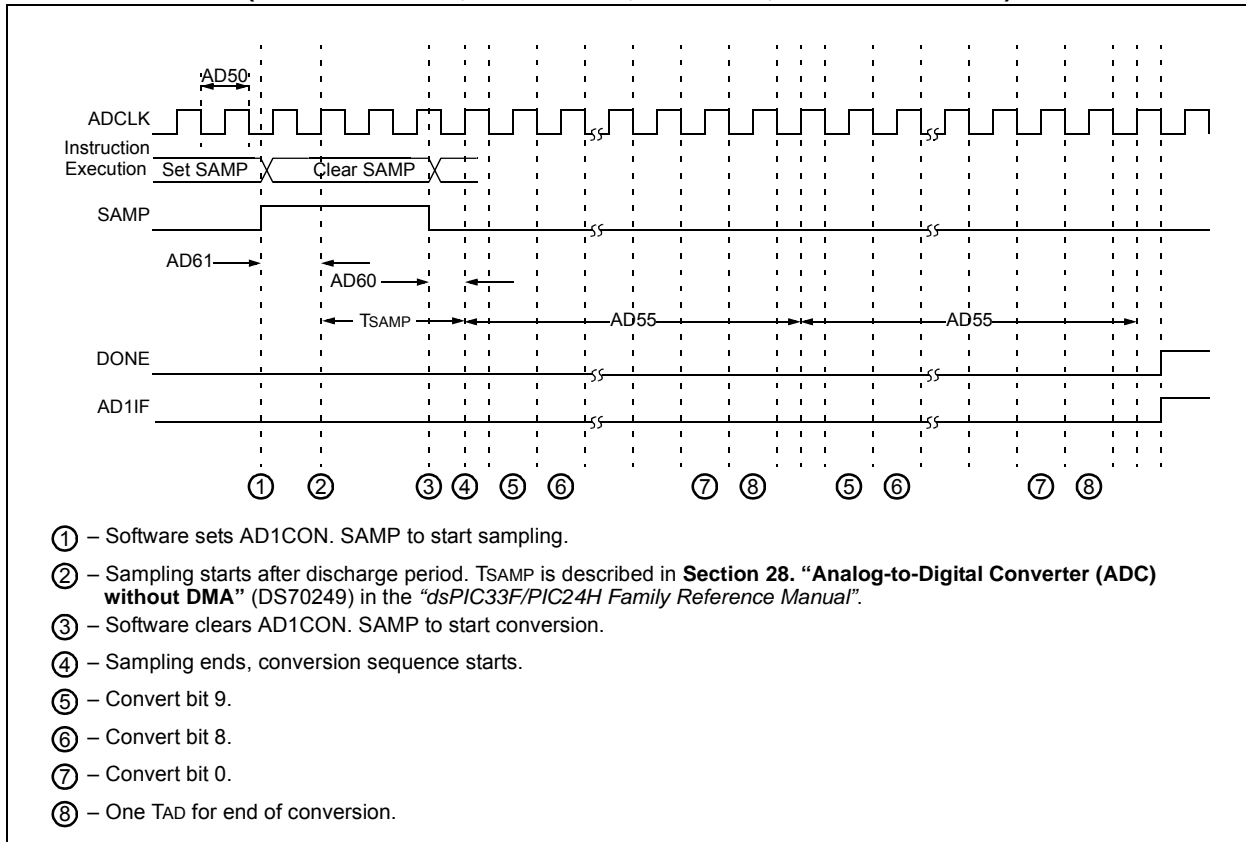 AD50
ADCLK
Instruction
Execution Set SAMP Clear SAMP
SAMP
AD61
AD60
TSAMP AD55 AD55
DONE
AD1IF
1 2 3 4 5 6 7 8 5 6 7 8
1 – Software sets AD1CON. SAMP to start sampling.
2 – Sampling starts after discharge period. TSAMP is described in Section 28. “Analog-to-Digital Converter (ADC)
without DMA” (DS70249) in the “dsPIC33F/PIC24H Family Reference Manual”.
3 – Software clears AD1CON. SAMP to start conversion.
4 – Sampling ends, conversion sequence starts.
5 – Convert bit 9.
6 – Convert bit 8.
7 – Convert bit 0.
8 – One TAD for end of conversion.